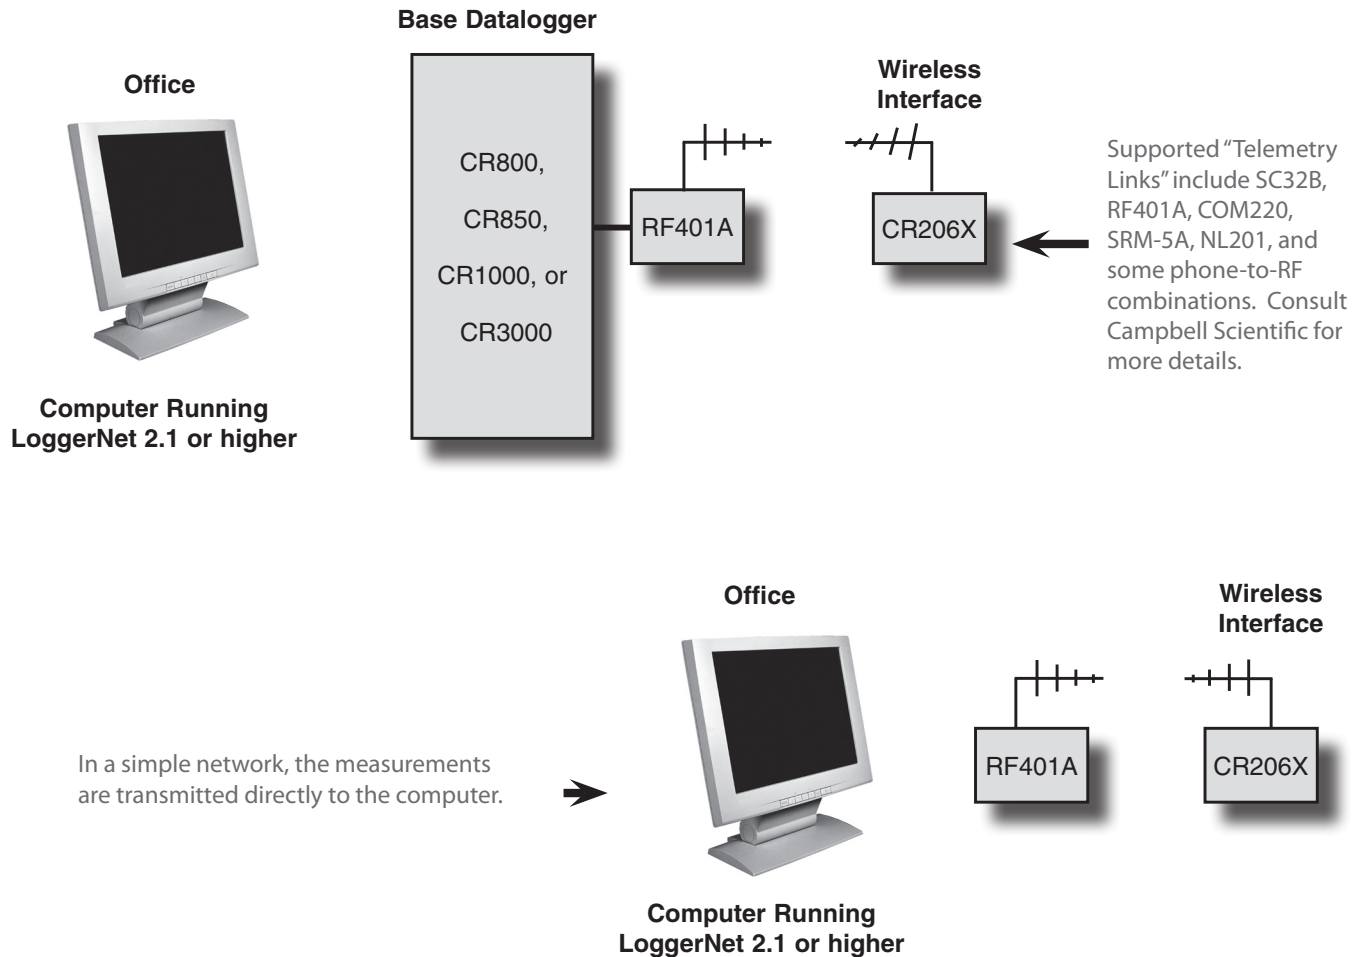 Base Datalogger
Office
CR800,
CR850,
CR1000, or
CR3000
RF401A
Wireless
Interface
CR206X
Supported “Telemetry
Links” include SC32B,
RF401A, COM220,
SRM-5A, NL201, and
some phone-to-RF
combinations.  Consult
Campbell Scientific for
more details.
Computer Running
LoggerNet 2.1 or higher
In a simple network, the measurements
are transmitted directly to the computer.
Office
Computer Running
LoggerNet 2.1 or higher
RF401A
Wireless
Interface
CR206X